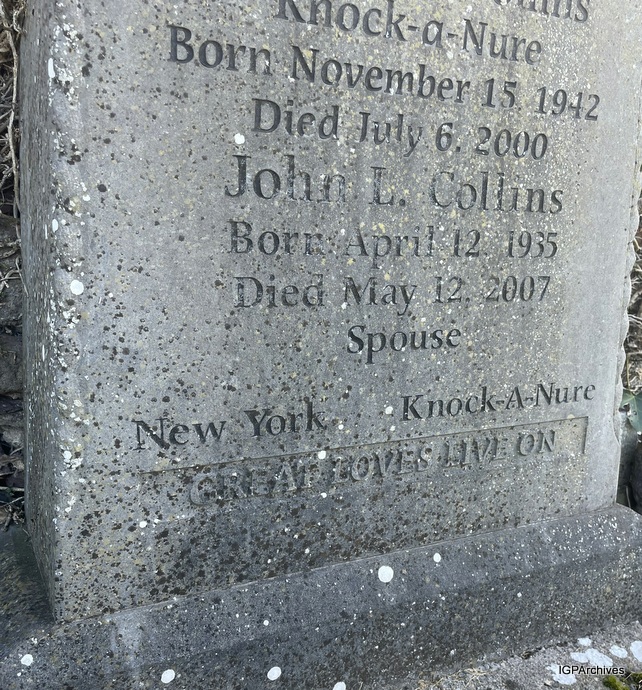 Collins
Knock-a-Nure
Born November 15, 1942
Died July 6, 2000
John L. Collins
Born April 12, 1935
Died May 12, 2007
Spouse
New York Knock-A-Nure
GREAT LOVES LIVE ON
IGPArchives